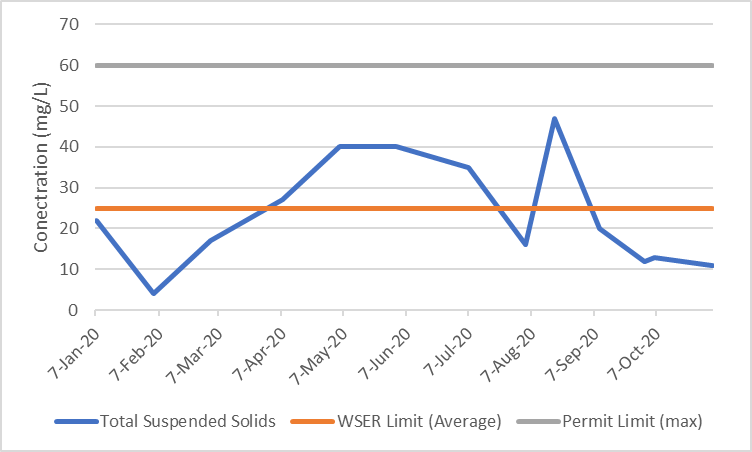 70
60
50
40
30
20
10
0
Conectration (mg/L)
7-Jan-20
7-Feb-20
7-Mar-20
7-Apr-20
7-May-20
7-Jun-20
7-Jul-20
7-Aug-20
7-Sep-20
7-Oct-20
Total Suspended Solids
WSER Limit (Average)
Permit Limit (max)